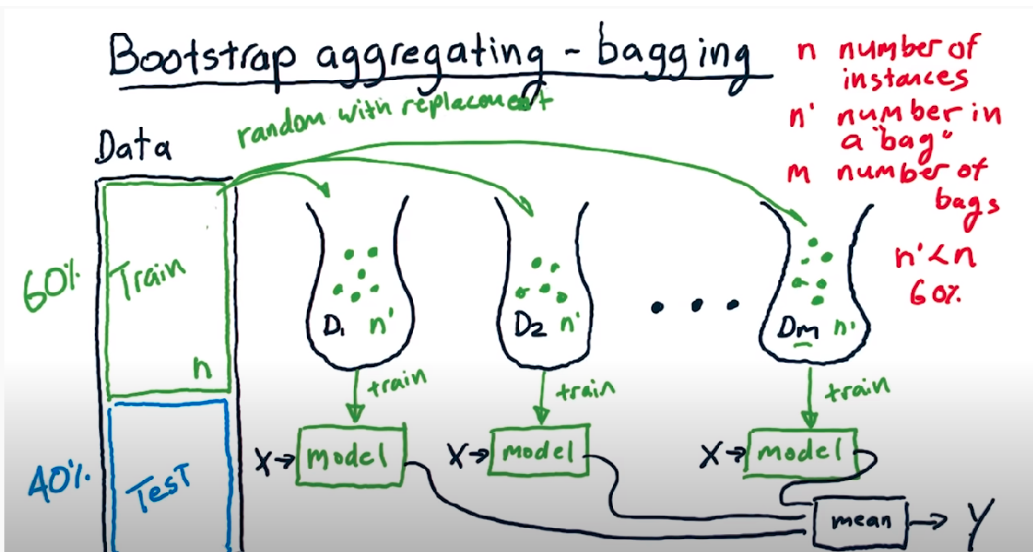 Bootstrap aggregating - bagging
n number of
instances
n' number in
a "bag"
m number of
bags
n' < n
60%
random with replacement
Data
60%
Train
n
40%
Test
D1 n'
D2 n'
...
Dm n'
train
train
train
X → model
X → model
X → model
mean → Y